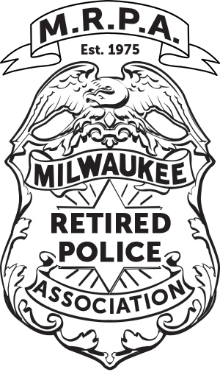 M.R.P.A.
Est. 1975
MILWAUKEE
RETIRED
POLICE
ASSOCIATION